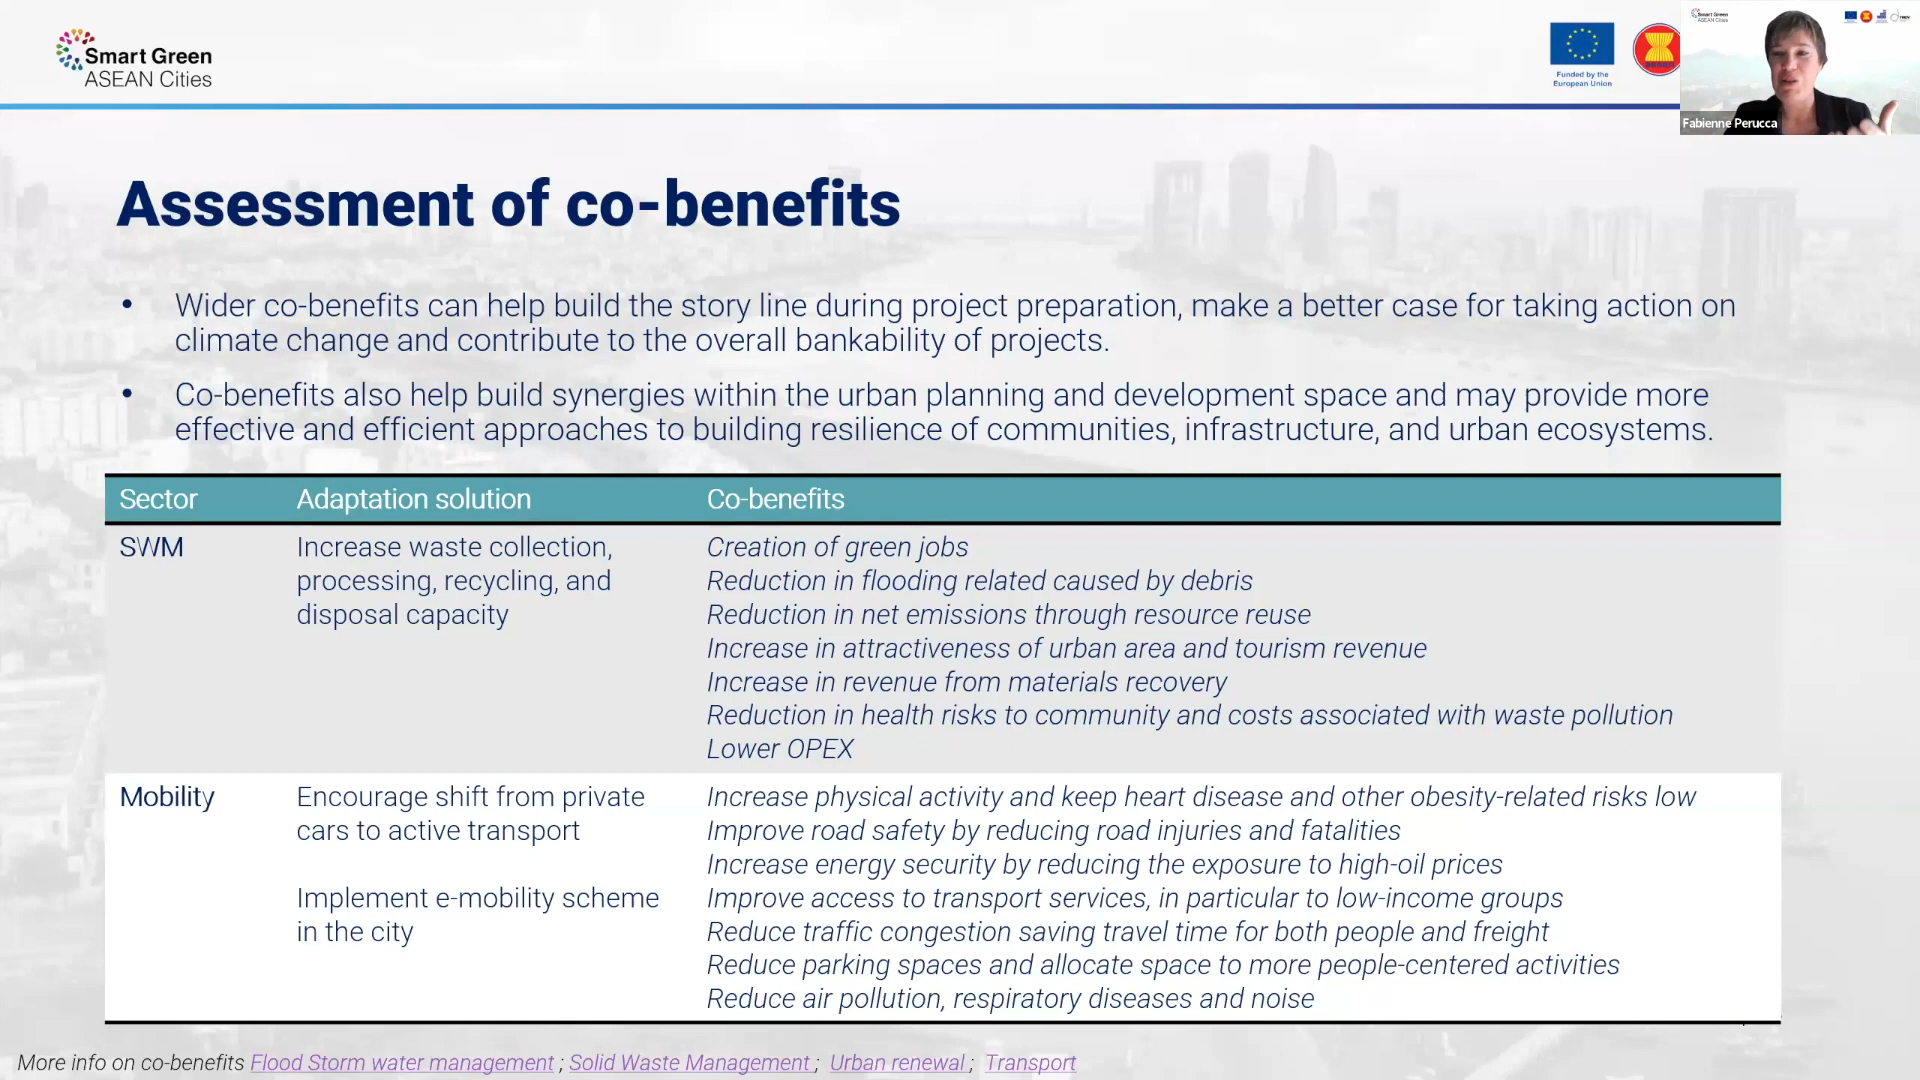 Smart Green
ASEAN Cities
Funded by the
European Union
Smart Green
ASEAN Cities
Fabienne Perucca
Assessment of co-benefits
• Wider co-benefits can help build the story line during project preparation, make a better case for taking action on
climate change and contribute to the overall bankability of projects.
• Co-benefits also help build synergies within the urban planning and development space and may provide more
effective and efficient approaches to building resilience of communities, infrastructure, and urban ecosystems.
Sector Adaptation solution Co-benefits
SWM Increase waste collection, Creation of green jobs
processing, recycling, and Reduction in flooding related caused by debris
disposal capacity Reduction in net emissions through resource reuse
Increase in attractiveness of urban area and tourism revenue
Increase in revenue from materials recovery
Reduction in health risks to community and costs associated with waste pollution
Lower OPEX
Mobility Encourage shift from private Increase physical activity and keep heart disease and other obesity-related risks low
cars to active transport Improve road safety by reducing road injuries and fatalities
Increase energy security by reducing the exposure to high-oil prices
Implement e-mobility scheme Improve access to transport services, in particular to low-income groups
in the city Reduce traffic congestion saving travel time for both people and freight
Reduce parking spaces and allocate space to more people-centered activities
Reduce air pollution, respiratory diseases and noise
More info on co-benefits Flood Storm water management ; Solid Waste Management ; Urban renewal ; Transport